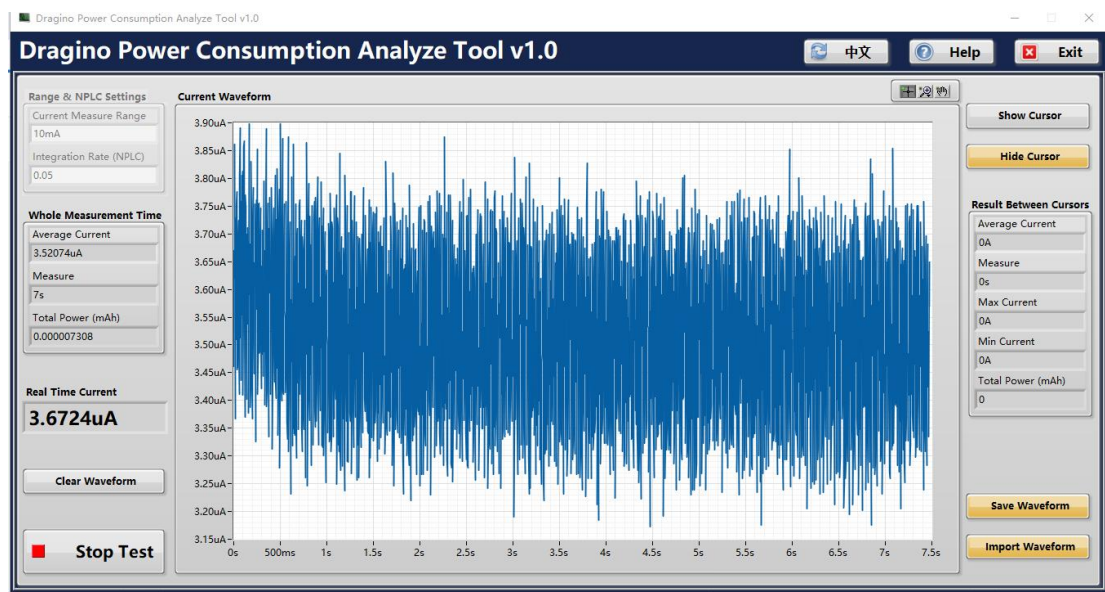 Dragino Power Consumption Analyze Tool v1.0
Dragino Power Consumption Analyze Tool v1.0
中文
Help
Exit
Range & NPLC Settings
Current Measure Range
10mA
Integration Rate (NPLC)
0.05
Whole Measurement Time
Average Current
3.52074uA
Measure
7s
Total Power (mAh)
0.000007308
Real Time Current
3.6724uA
Clear Waveform
Stop Test
Current Waveform
3.90uA
3.85uA
3.80uA
3.75uA
3.70uA
3.65uA
3.60uA
3.55uA
3.50uA
3.45uA
3.40uA
3.35uA
3.30uA
3.25uA
3.20uA
3.15uA
0s 500ms 1s 1.5s 2s 2.5s 3s 3.5s 4s 4.5s 5s 5.5s 6s 6.5s 7s 7.5s
Show Cursor
Hide Cursor
Result Between Cursors
Average Current
0A
Measure
0s
Max Current
0A
Min Current
0A
Total Power (mAh)
0
Save Waveform
Import Waveform